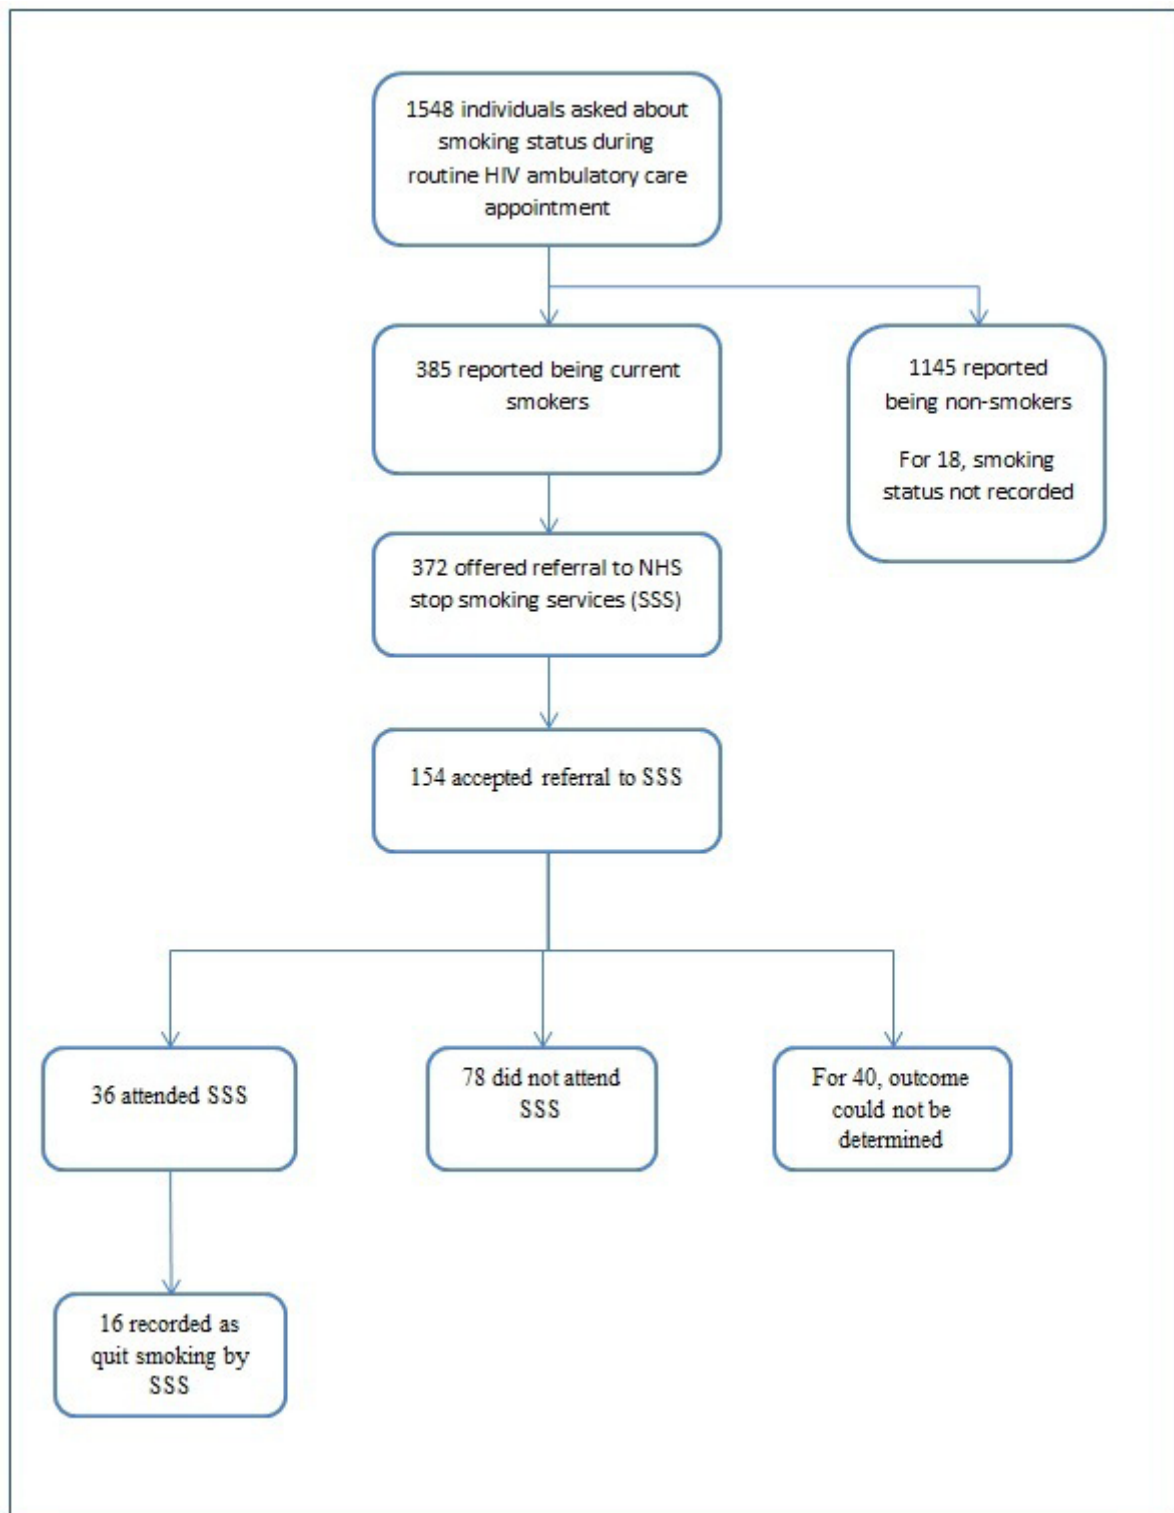 1548 individuals asked about
smoking status during
routine HIV ambulatory care
appointment
385 reported being current
smokers
1145 reported
being non-smokers
For 18, smoking
status not recorded
372 offered referral to NHS
stop smoking services (SSS)
154 accepted referral to SSS
36 attended SSS
78 did not attend
SSS
For 40, outcome
could not be
determined
16 recorded as
quit smoking by
SSS